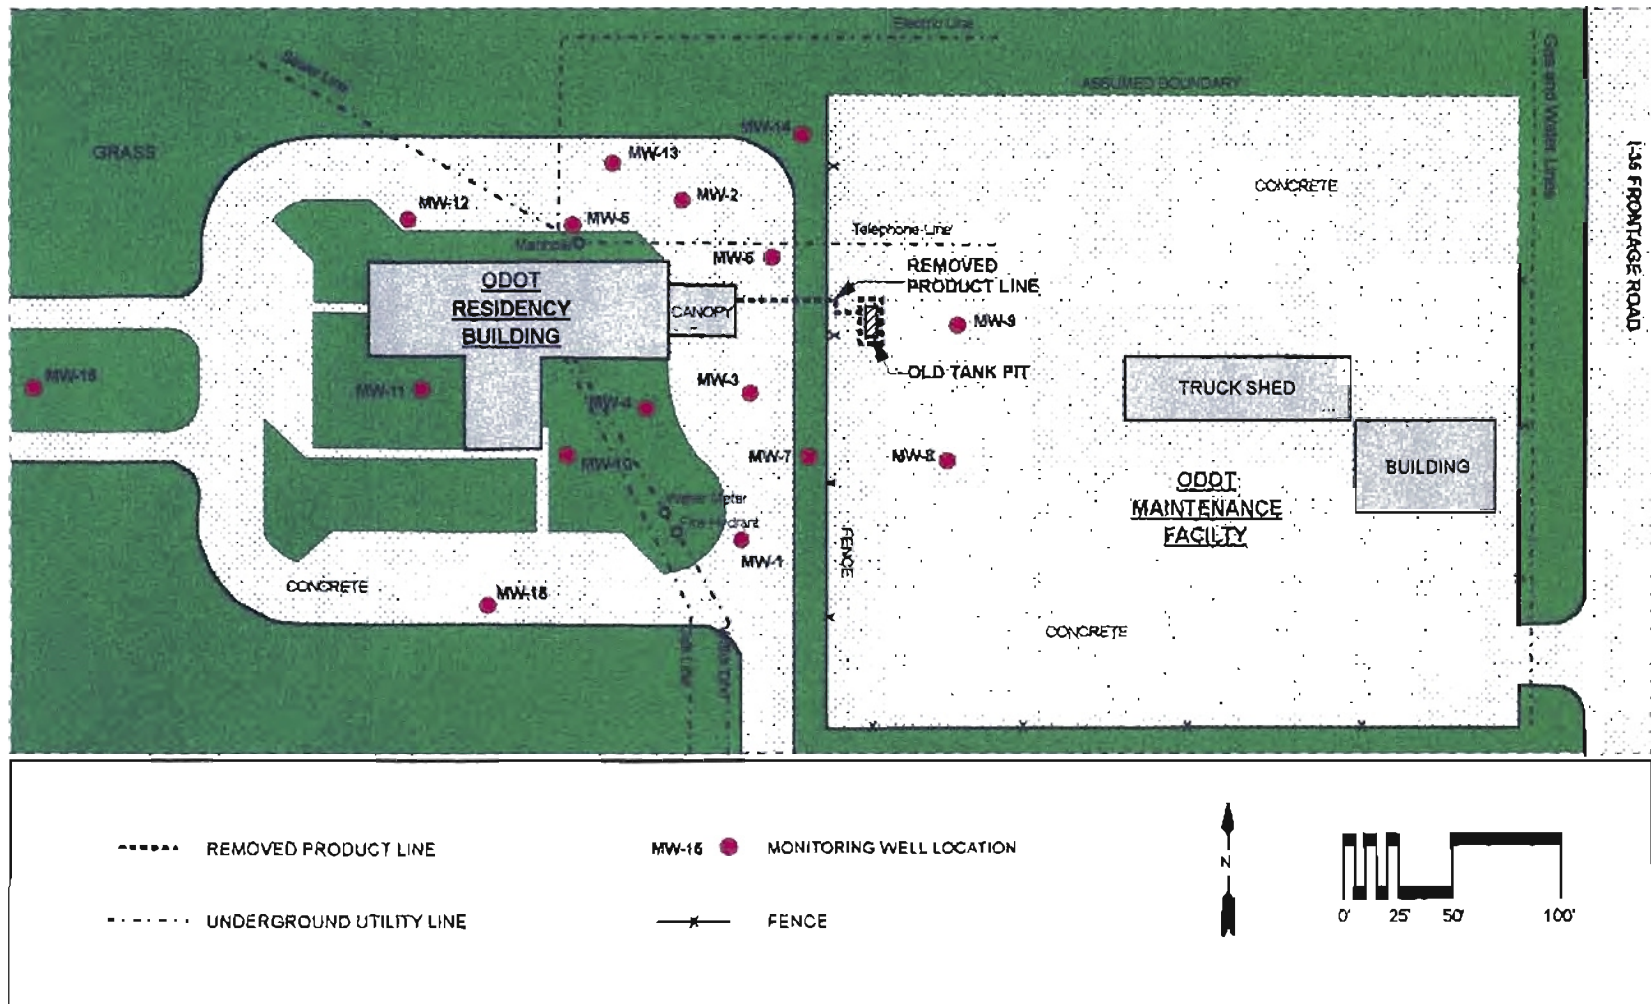 Electric Line
Sewer Line
ASSUMED BOUNDARY
Gas and Water Lines
I-35 FRONTAGE ROAD
GRASS
MW-14
MW-13
MW-2
MW-12
MW-5
Manhole
CONCRETE
Telephone Line
MW-6
REMOVED
PRODUCT LINE
ODOT
RESIDENCY
BUILDING
CANOPY
MW-9
OLD TANK PIT
MW-16
MW-11
MW-3
MW-4
TRUCK SHED
MW-10
MW-7
MW-8
BUILDING
ODOT
MAINTENANCE
FACILTY
Water Meter
Fire Hydrant
MW-1
FENCE
CONCRETE
MW-15
CONCRETE
REMOVED PRODUCT LINE
MW-15
MONITORING WELL LOCATION
UNDERGROUND UTILITY LINE
FENCE
N
0'
25'
50'
100'